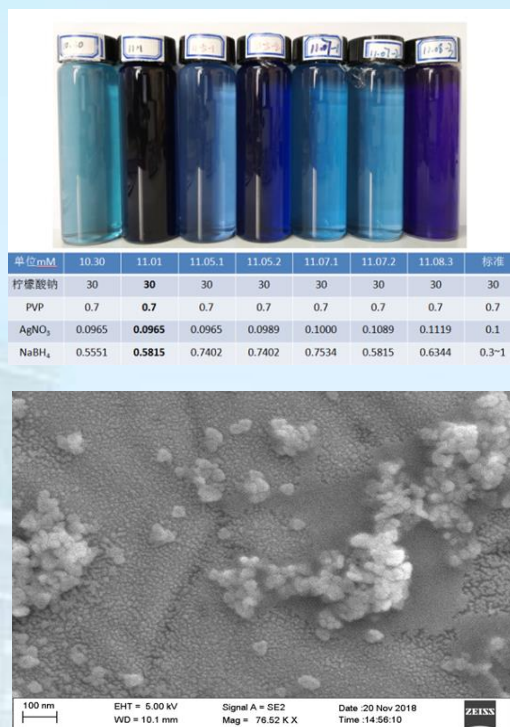 10.30
11.1
11.07-1
11.07-2
11.08-3
单位mM 10.30 11.01 11.05.1 11.05.2 11.07.1 11.07.2 11.08.3 标准
柠檬酸钠 30 30 30 30 30 30 30 30
PVP 0.7 0.7 0.7 0.7 0.7 0.7 0.7 0.7
AgNO₃ 0.0965 0.0965 0.0965 0.0989 0.1000 0.1089 0.1119 0.1
NaBH₄ 0.5551 0.5815 0.7402 0.7402 0.7534 0.5815 0.6344 0.3~1
100 nm EHT = 5.00 kV Signal A = SE2 Date :20 Nov 2018 ZEISS
WD = 10.1 mm Mag = 76.52 K X Time :14:56:10